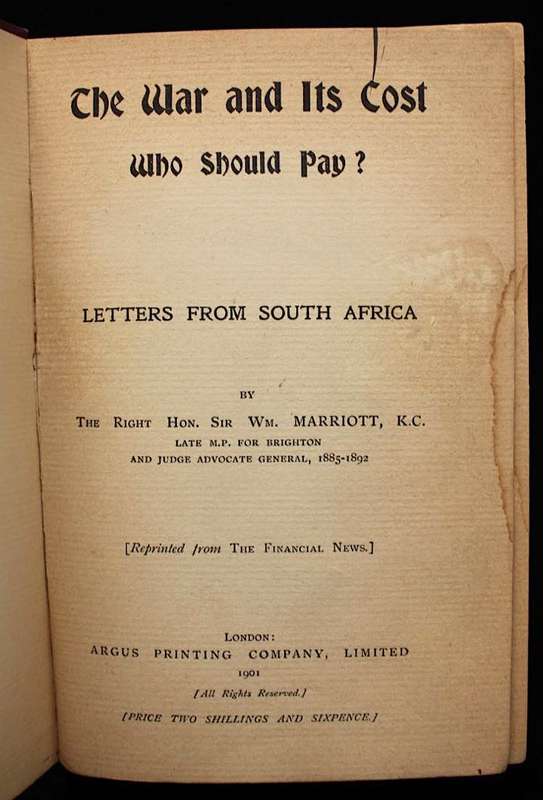 The War and Its Cost
Who Should Pay?
LETTERS FROM SOUTH AFRICA
BY
THE RIGHT HON. SIR WM. MARRIOTT, K.C.
LATE M.P. FOR BRIGHTON
AND JUDGE ADVOCATE GENERAL, 1885-1892
[Reprinted from THE FINANCIAL NEWS.]
LONDON:
ARGUS PRINTING COMPANY, LIMITED
1901
[All Rights Reserved.]
[PRICE TWO SHILLINGS AND SIXPENCE.]